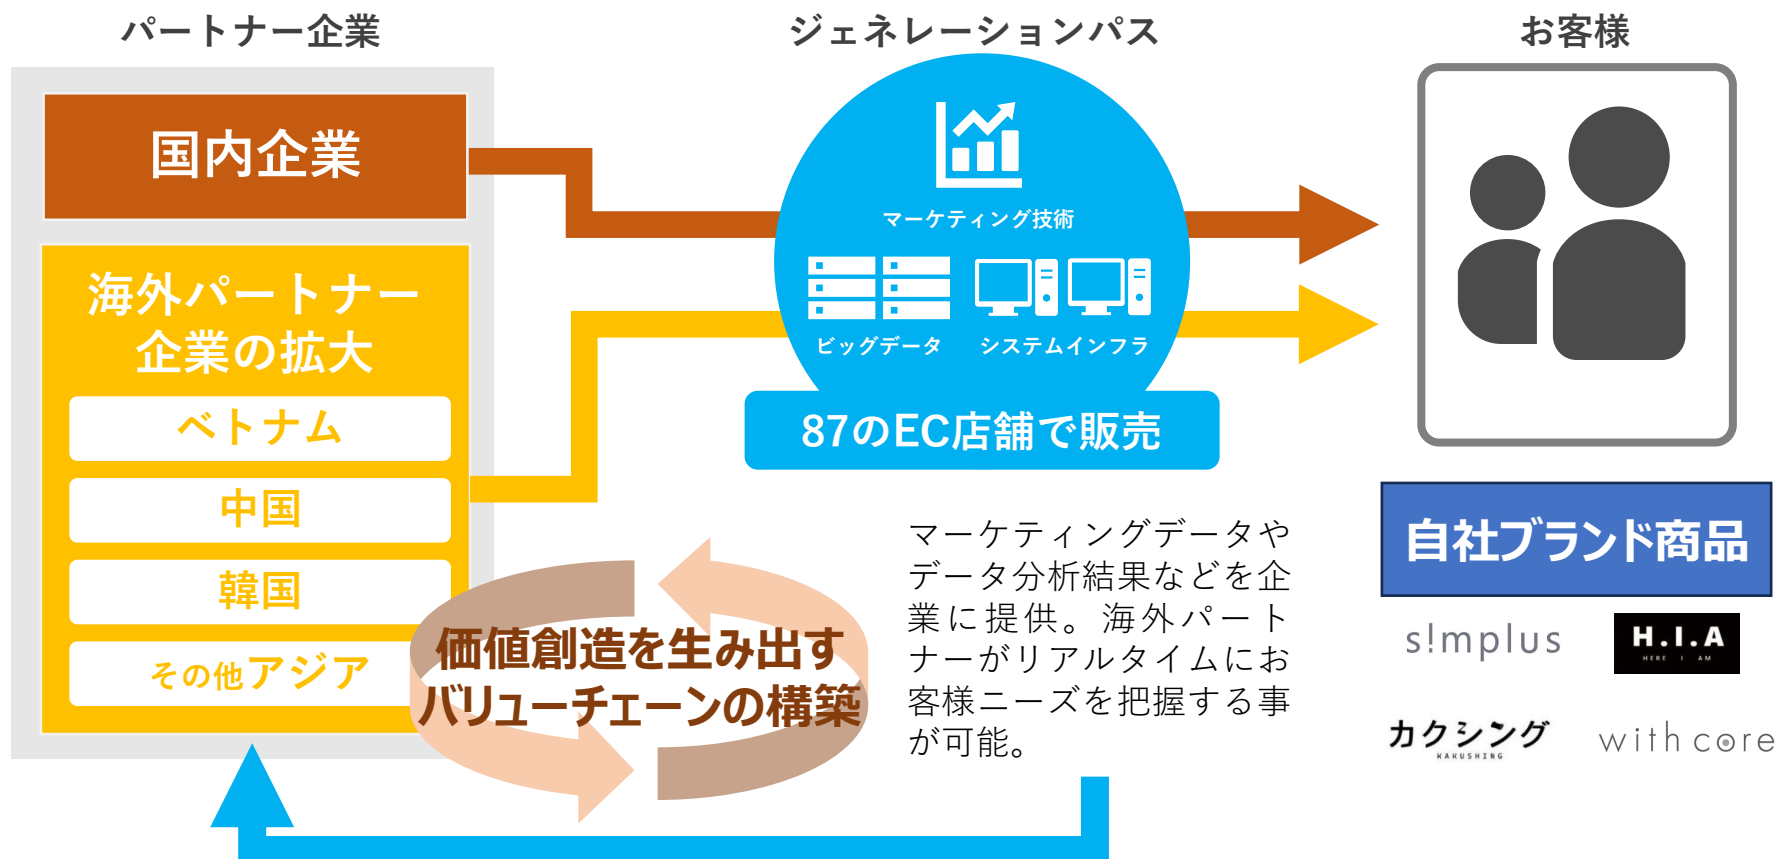 パートナー企業
ジェネレーションパス
お客様
国内企業
海外パートナー
企業の拡大
ベトナム
中国
韓国
その他アジア
マーケティング技術
ビッグデータ
システムインフラ
87のEC店舗で販売
価値創造を生み出す
バリューチェーンの構築
マーケティングデータや
データ分析結果などを企
業に提供。海外パート
ナーがリアルタイムにお
客様ニーズを把握する事
が可能。
自社ブランド商品
s!mplus
H.I.A
HERE I AM
カクシング
KAKUSHING
with core